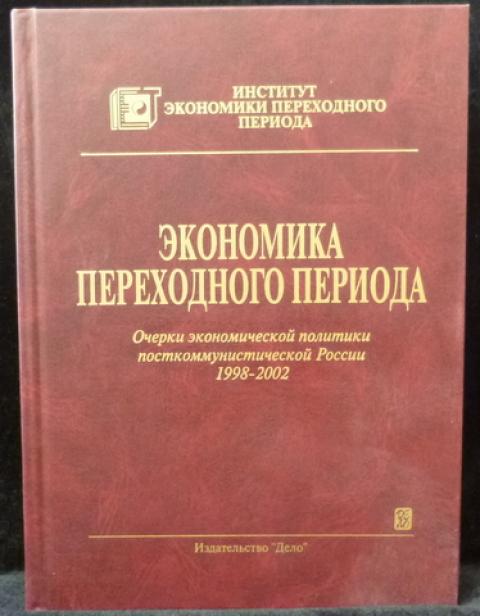 ИНСТИТУТ
ЭКОНОМИКИ ПЕРЕХОДНОГО
ПЕРИОДА
ЭКОНОМИКА
ПЕРЕХОДНОГО ПЕРИОДА
Очерки экономической политики
посткоммунистической России
1998-2002
Издательство "Дело"